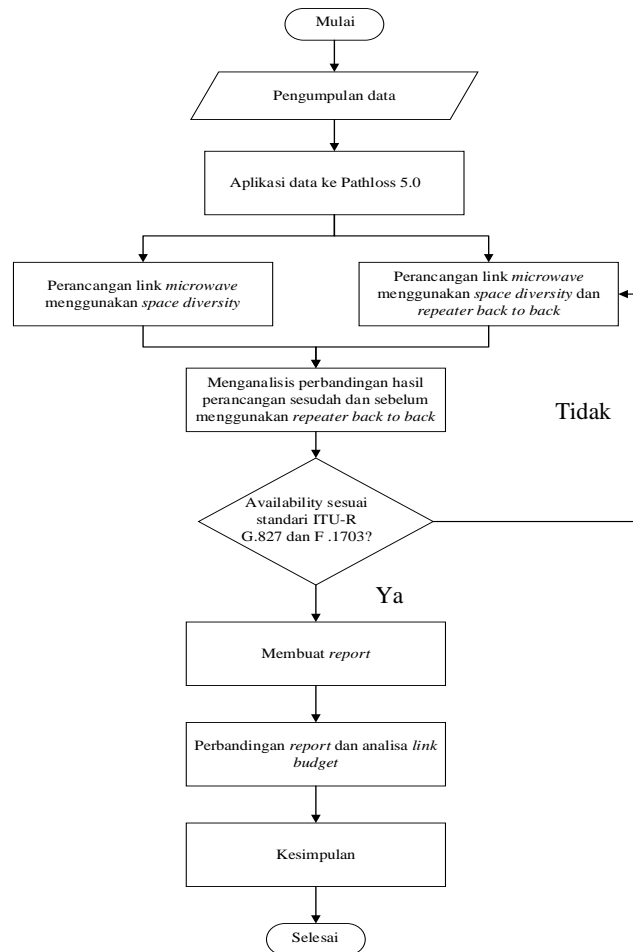 Mulai
Pengumpulan data
Aplikasi data ke Pathloss 5.0
Perancangan link microwave
menggunakan space diversity
Perancangan link microwave
menggunakan space diversity dan
repeater back to back
Menganalisis perbandingan hasil
perancangan sesudah dan sebelum
menggunakan repeater back to back
Tidak
Availability sesuai
standari ITU-R
G.827 dan F .1703?
Ya
Membuat report
Perbandingan report dan analisa link
budget
Kesimpulan
Selesai